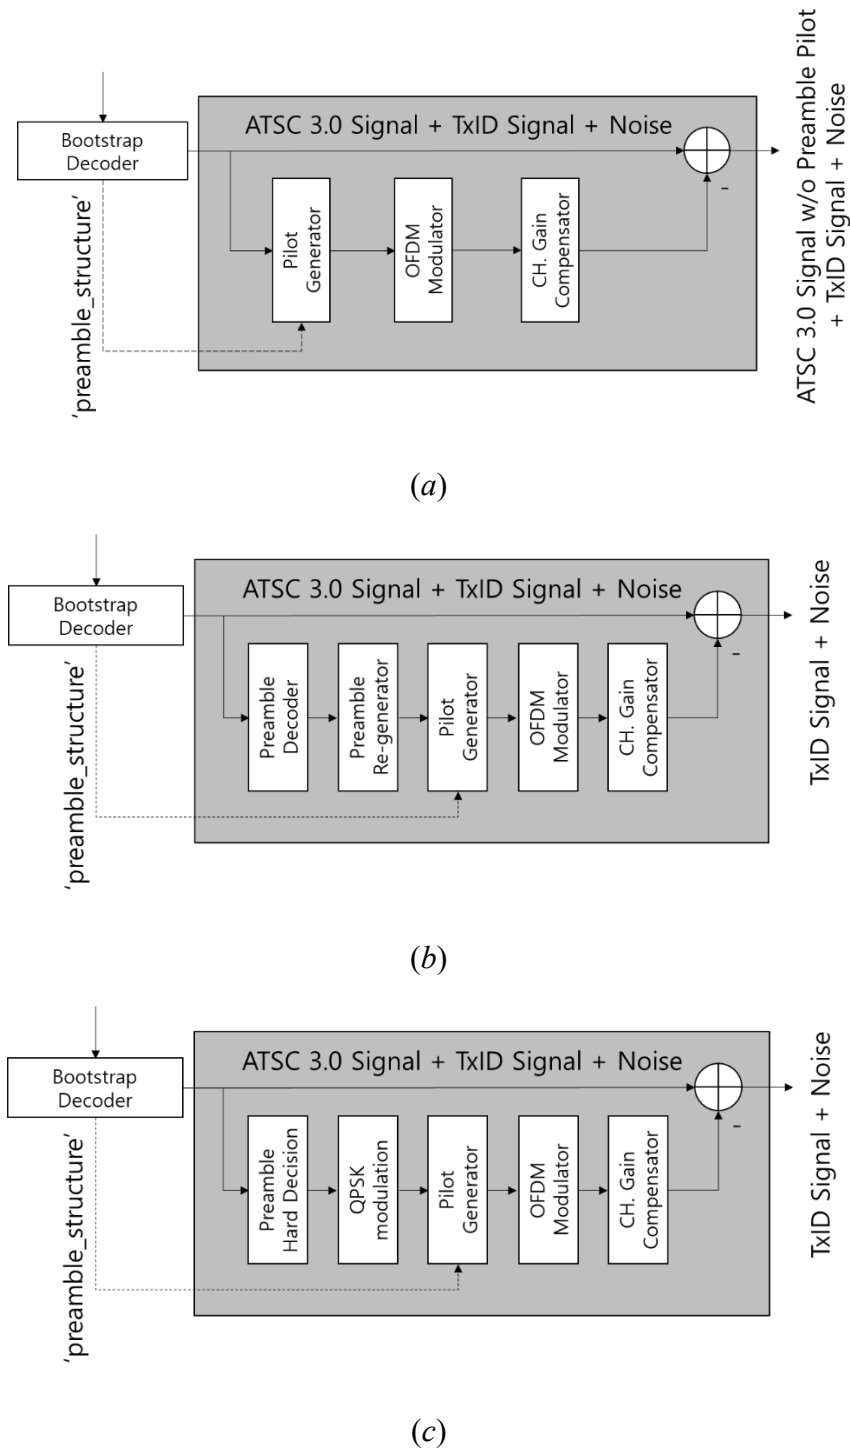 ATSC 3.0 Signal + TxID Signal + Noise
Bootstrap
Decoder
'preamble_structure'
Pilot
Generator
OFDM
Modulator
CH. Gain
Compensator
-
ATSC 3.0 Signal w/o Preamble Pilot
+ TxID Signal + Noise
(a)
ATSC 3.0 Signal + TxID Signal + Noise
Bootstrap
Decoder
'preamble_structure'
Preamble
Decoder
Preamble
Re-generator
Pilot
Generator
OFDM
Modulator
CH. Gain
Compensator
-
TxID Signal + Noise
(b)
ATSC 3.0 Signal + TxID Signal + Noise
Bootstrap
Decoder
'preamble_structure'
Preamble
Hard Decision
QPSK
modulation
Pilot
Generator
OFDM
Modulator
CH. Gain
Compensator
-
TxID Signal + Noise
(c)